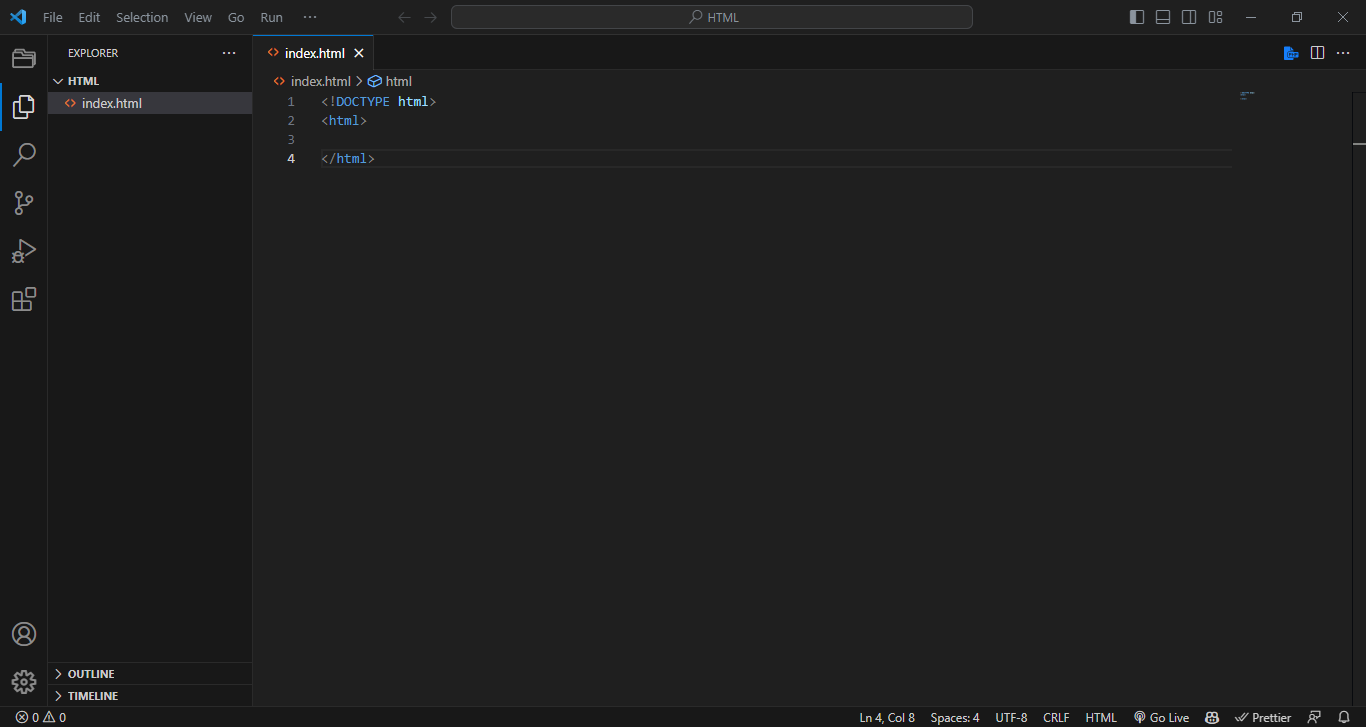 File Edit Selection View Go Run ···
HTML
EXPLORER ···
HTML
index.html
index.html
index.html > html
1 <!DOCTYPE html>
2 <html>
3
4 </html>
OUTLINE
TIMELINE
0 0 Ln 4, Col 8 Spaces: 4 UTF-8 CRLF HTML Go Live Prettier